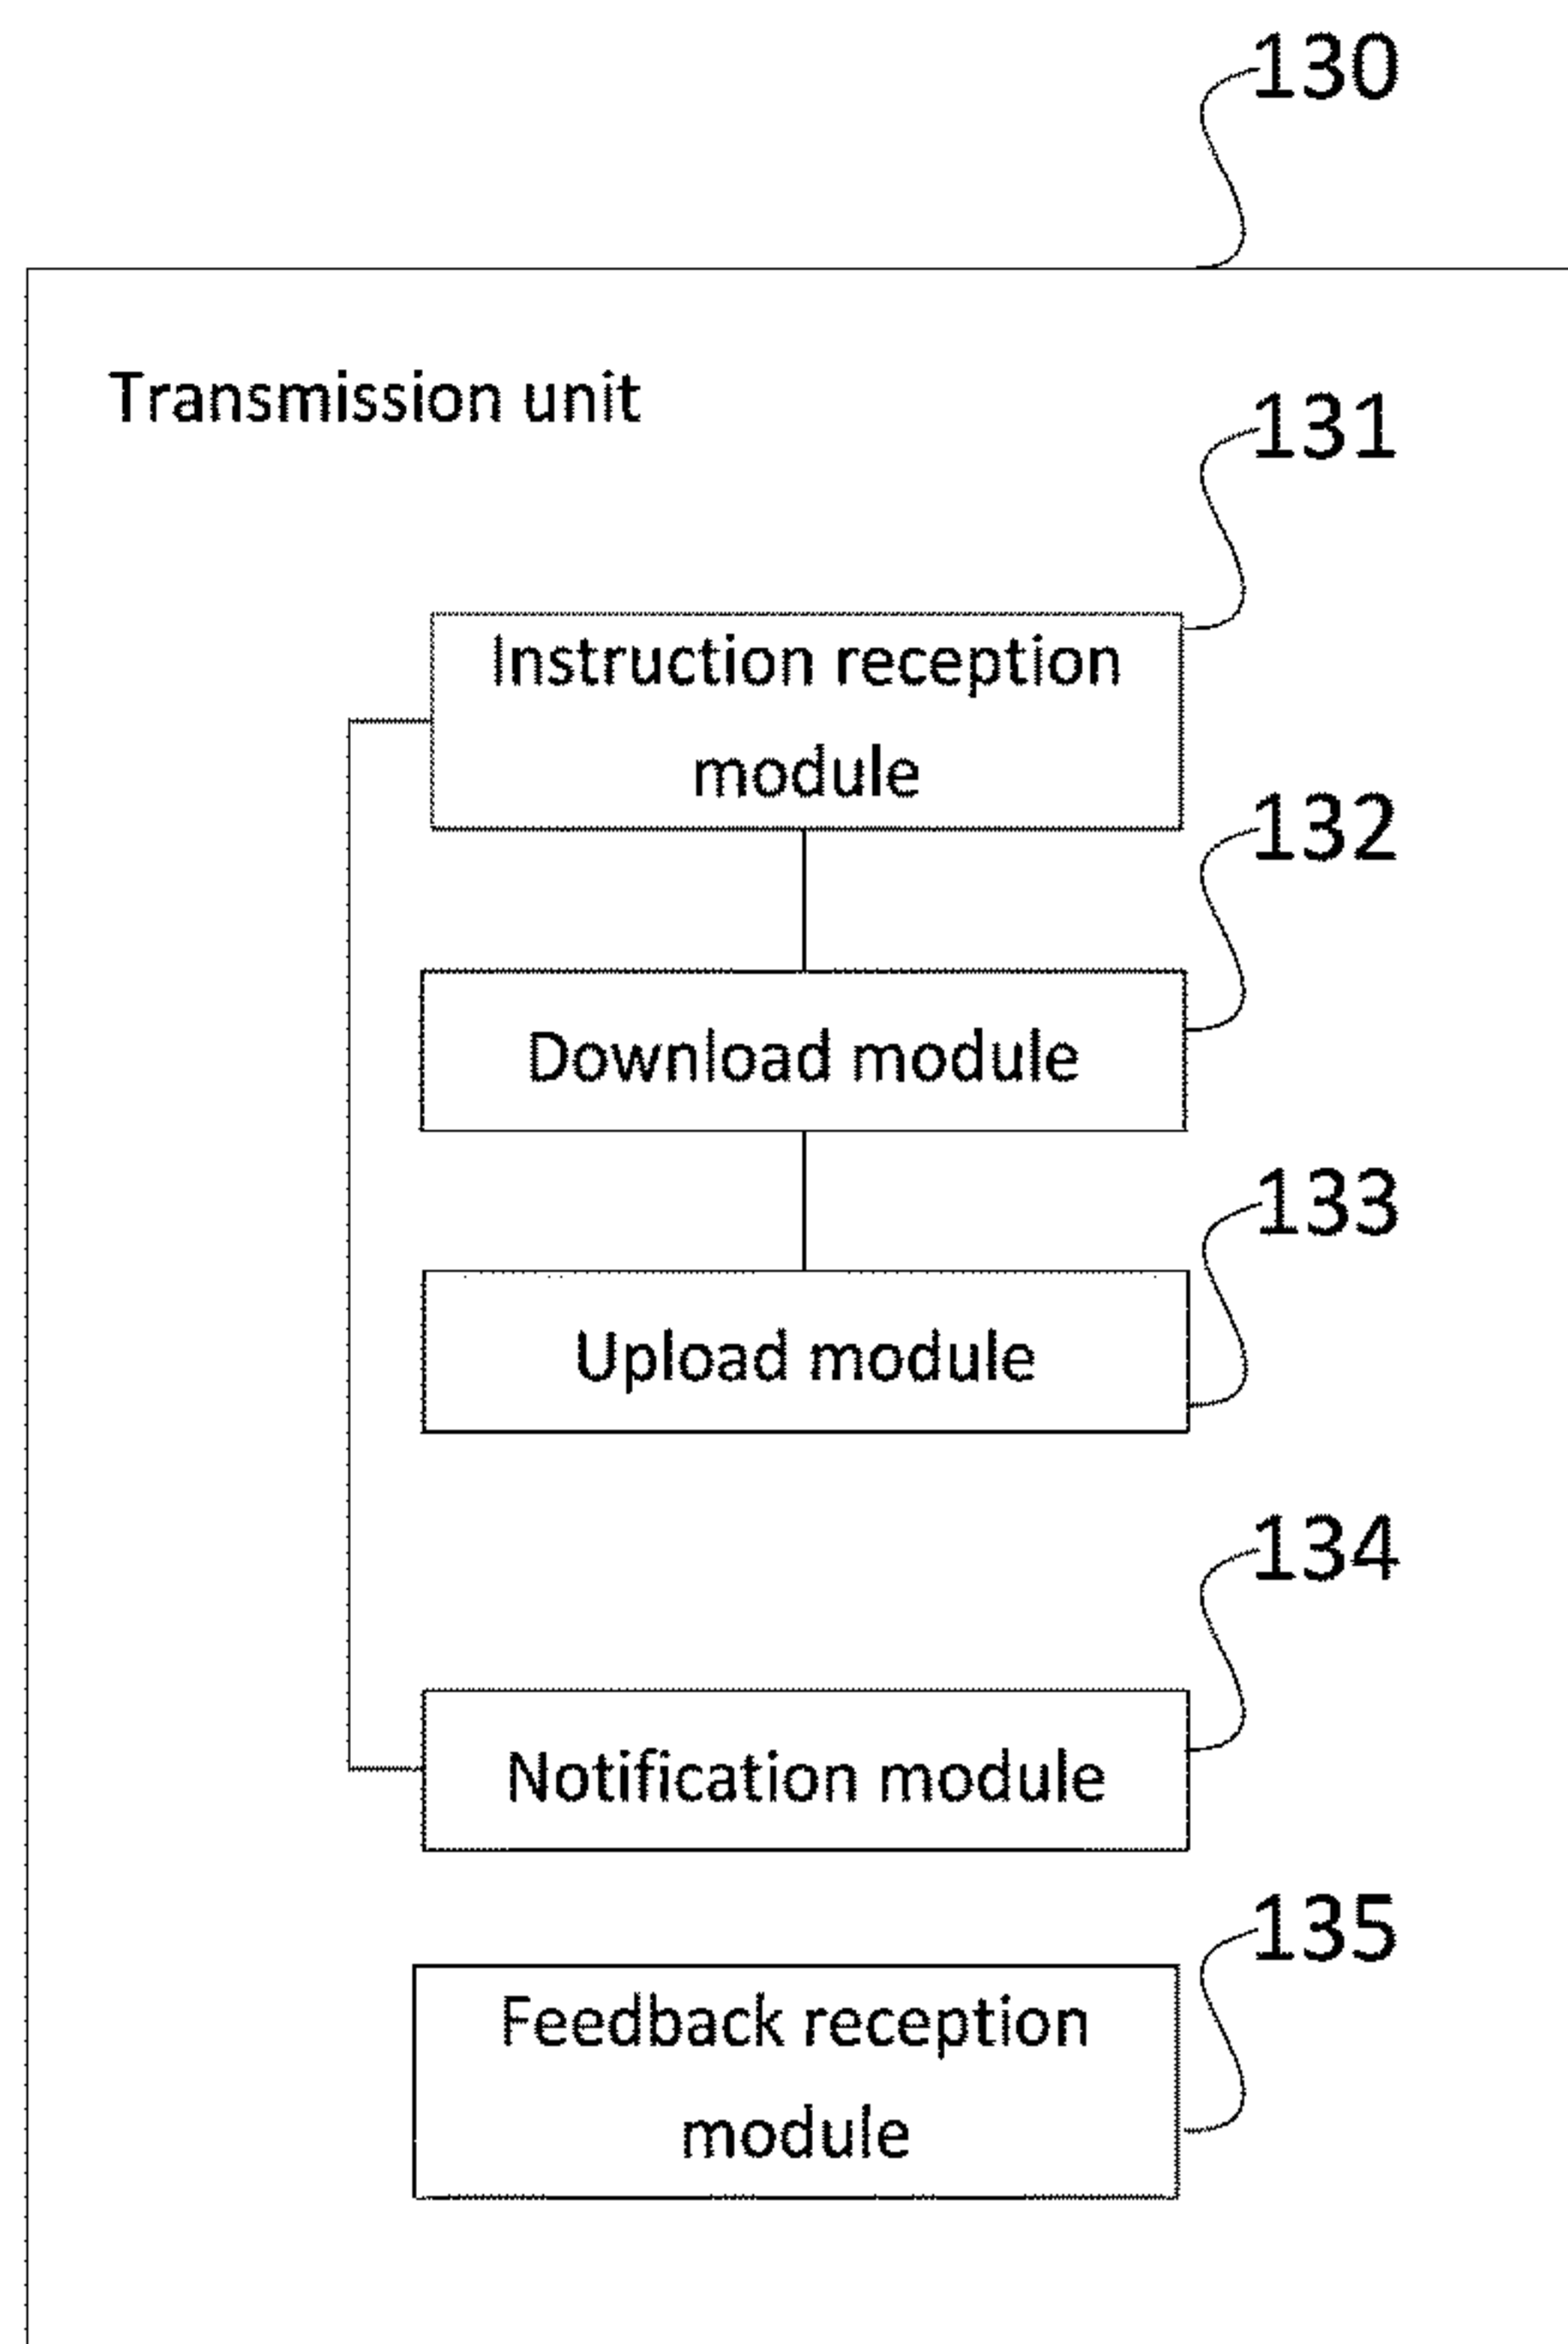 130
Transmission unit
131
Instruction reception
module
132
Download module
133
Upload module
134
Notification module
135
Feedback reception
module